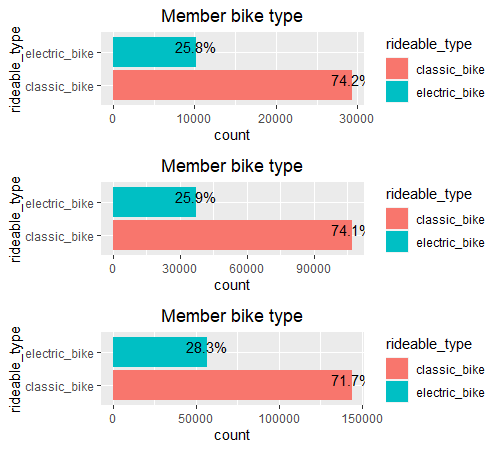 Member bike type
rideable_type
electric_bike
25.8%
classic_bike
74.2%
0 10000 20000 30000
count
rideable_type
classic_bike
electric_bike
Member bike type
rideable_type
electric_bike
25.9%
classic_bike
74.1%
0 30000 60000 90000
count
rideable_type
classic_bike
electric_bike
Member bike type
rideable_type
electric_bike
28.3%
classic_bike
71.7%
0 50000 100000 150000
count
rideable_type
classic_bike
electric_bike